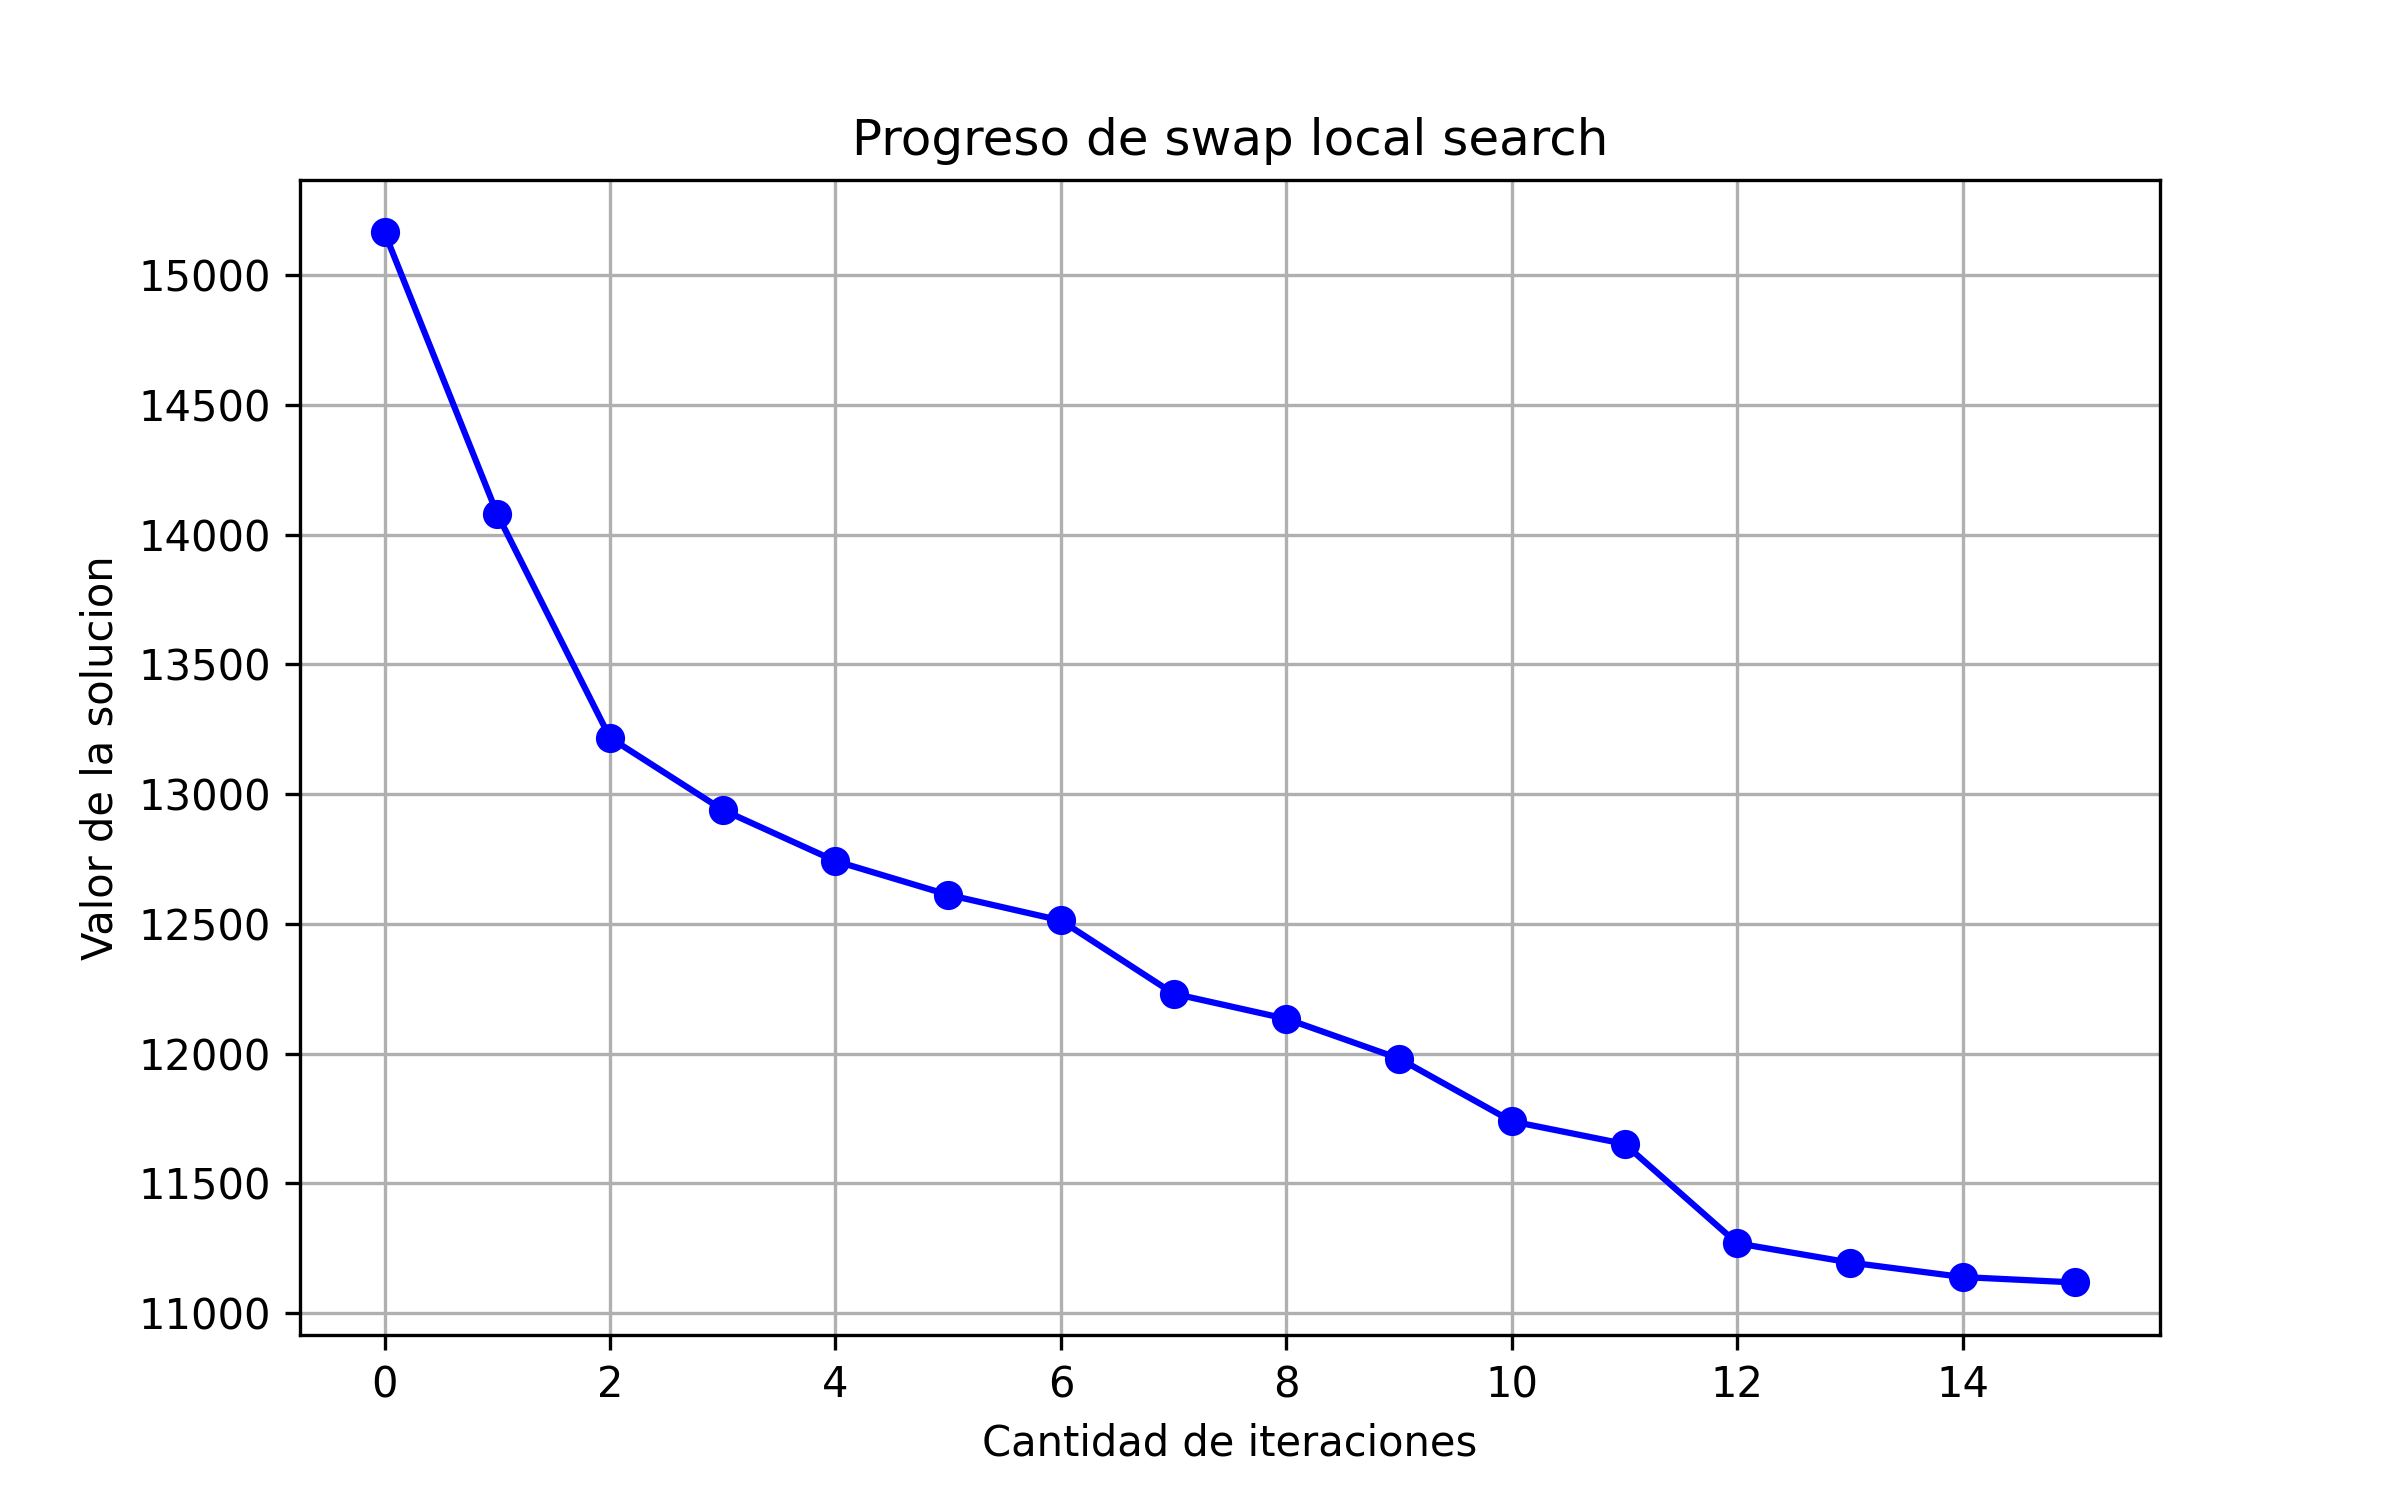 Progreso de swap local search
Valor de la solucion
15000
14500
14000
13500
13000
12500
12000
11500
11000
0 2 4 6 8 10 12 14
Cantidad de iteraciones